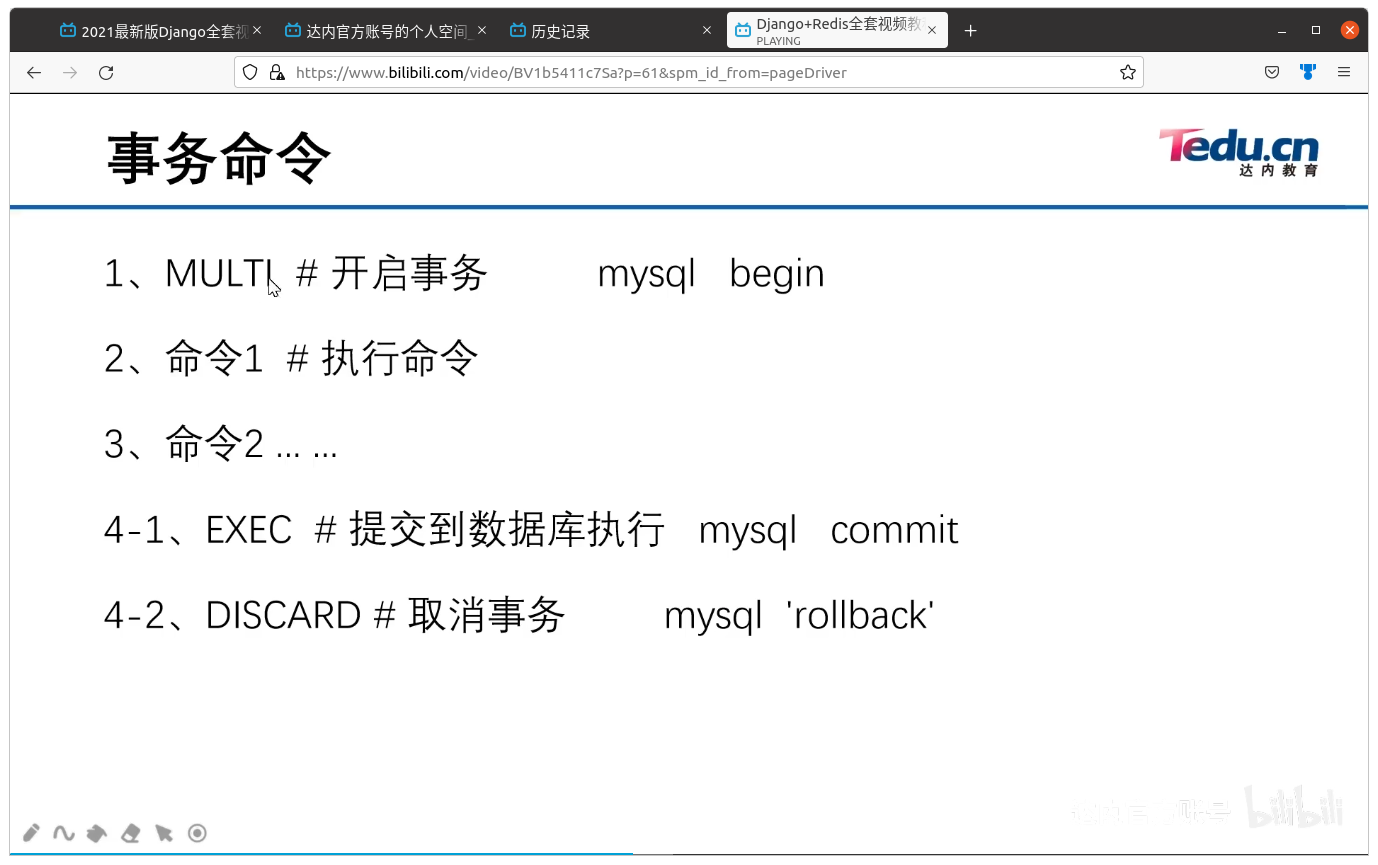 2021最新版Django全套视
达内官方账号的个人空间_
历史记录
Django+Redis全套视频教
PLAYING
https://www.bilibili.com/video/BV1b5411c7Sa?p=61&spm_id_from=pageDriver
事务命令
Tedu.cn
达内教育
1、MULTI # 开启事务 mysql begin
2、命令1 # 执行命令
3、命令2 ... ...
4-1、EXEC # 提交到数据库执行 mysql commit
4-2、DISCARD # 取消事务 mysql 'rollback'
bilibili